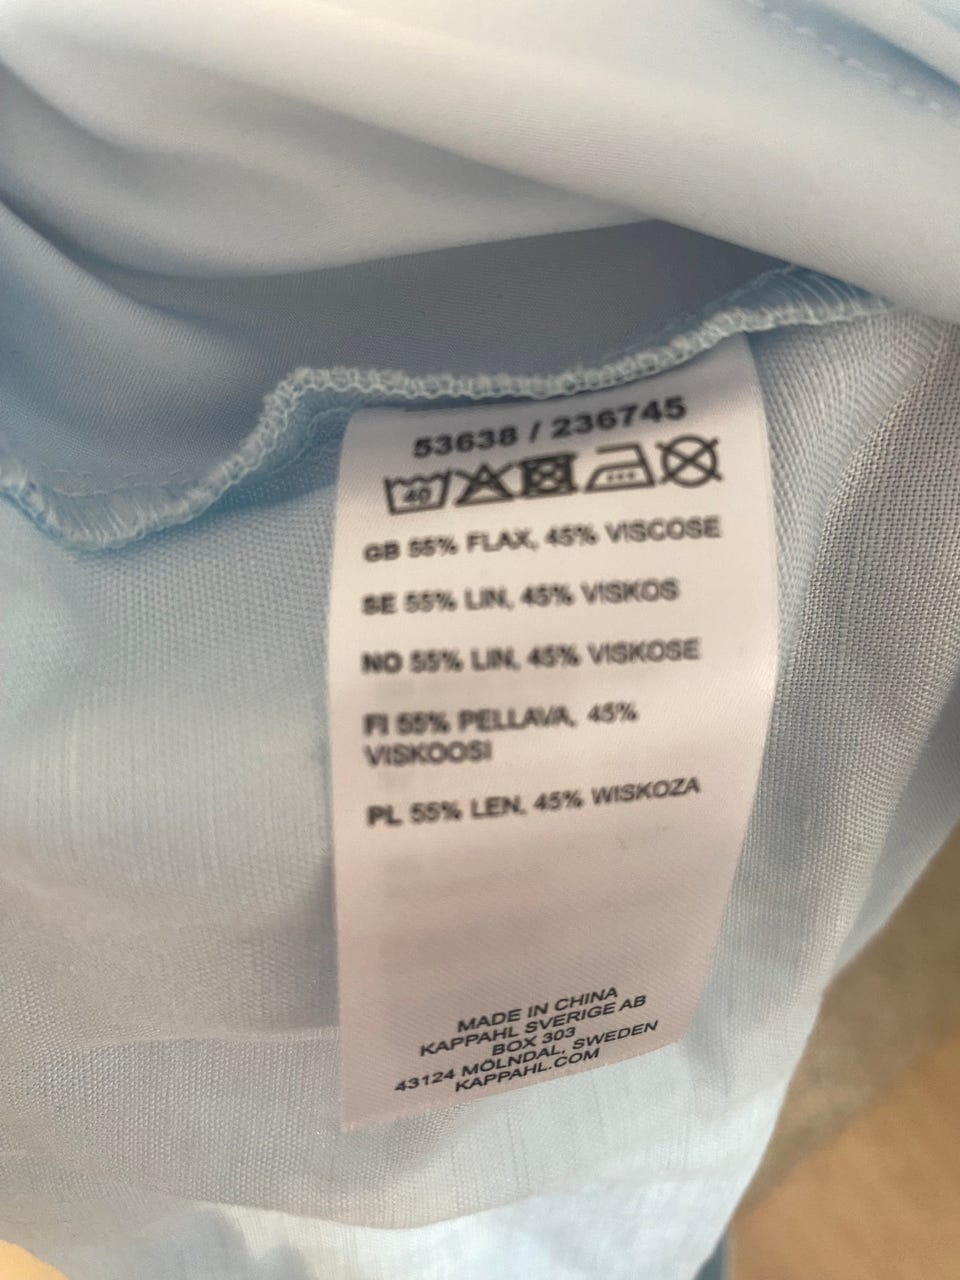 53638 / 236745
40
GB 55% FLAX, 45% VISCOSE
SE 55% LIN, 45% VISKOS
NO 55% LIN, 45% VISKOSE
FI 55% PELLAVA, 45%
VISKOOSI
PL 55% LEN, 45% WISKOZA
MADE IN CHINA
KAPPAHL SVERIGE AB
BOX 303
43124 MÖLNDAL, SWEDEN
KAPPAHL.COM